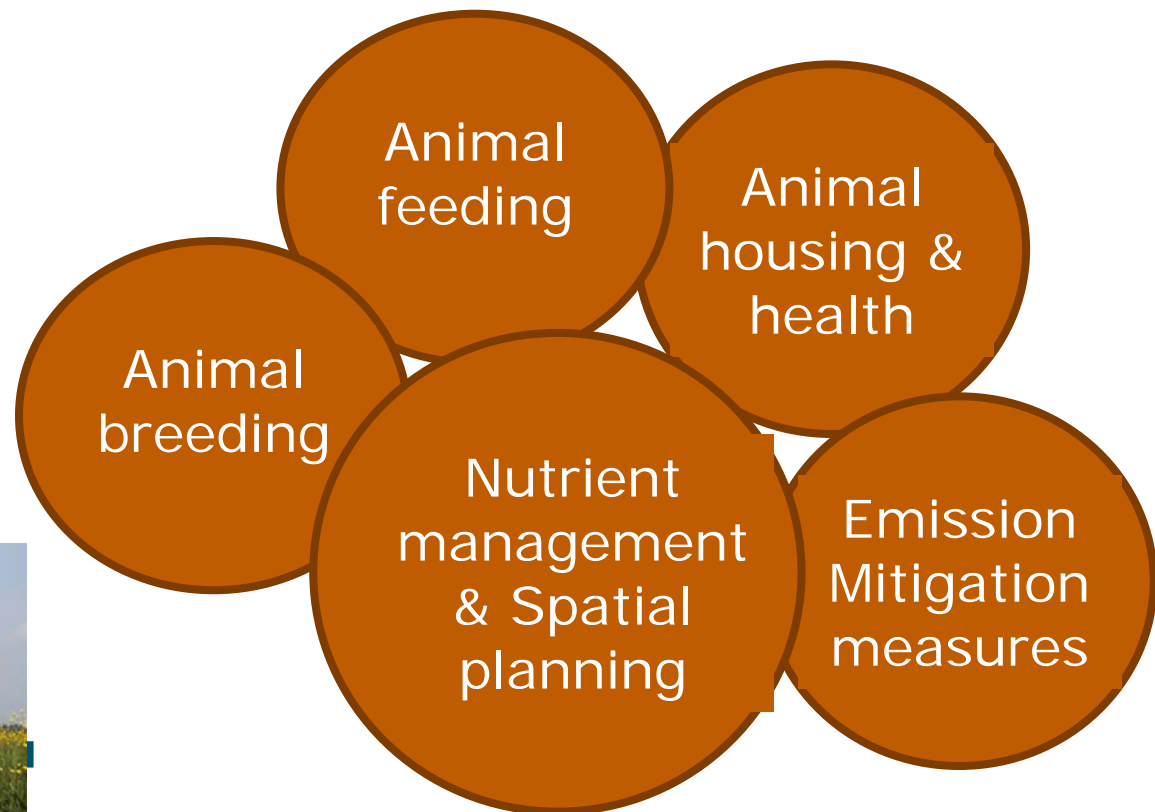 Animal
feeding
Animal
housing &
health
Animal
breeding
Nutrient
management
& Spatial
planning
Emission
Mitigation
measures